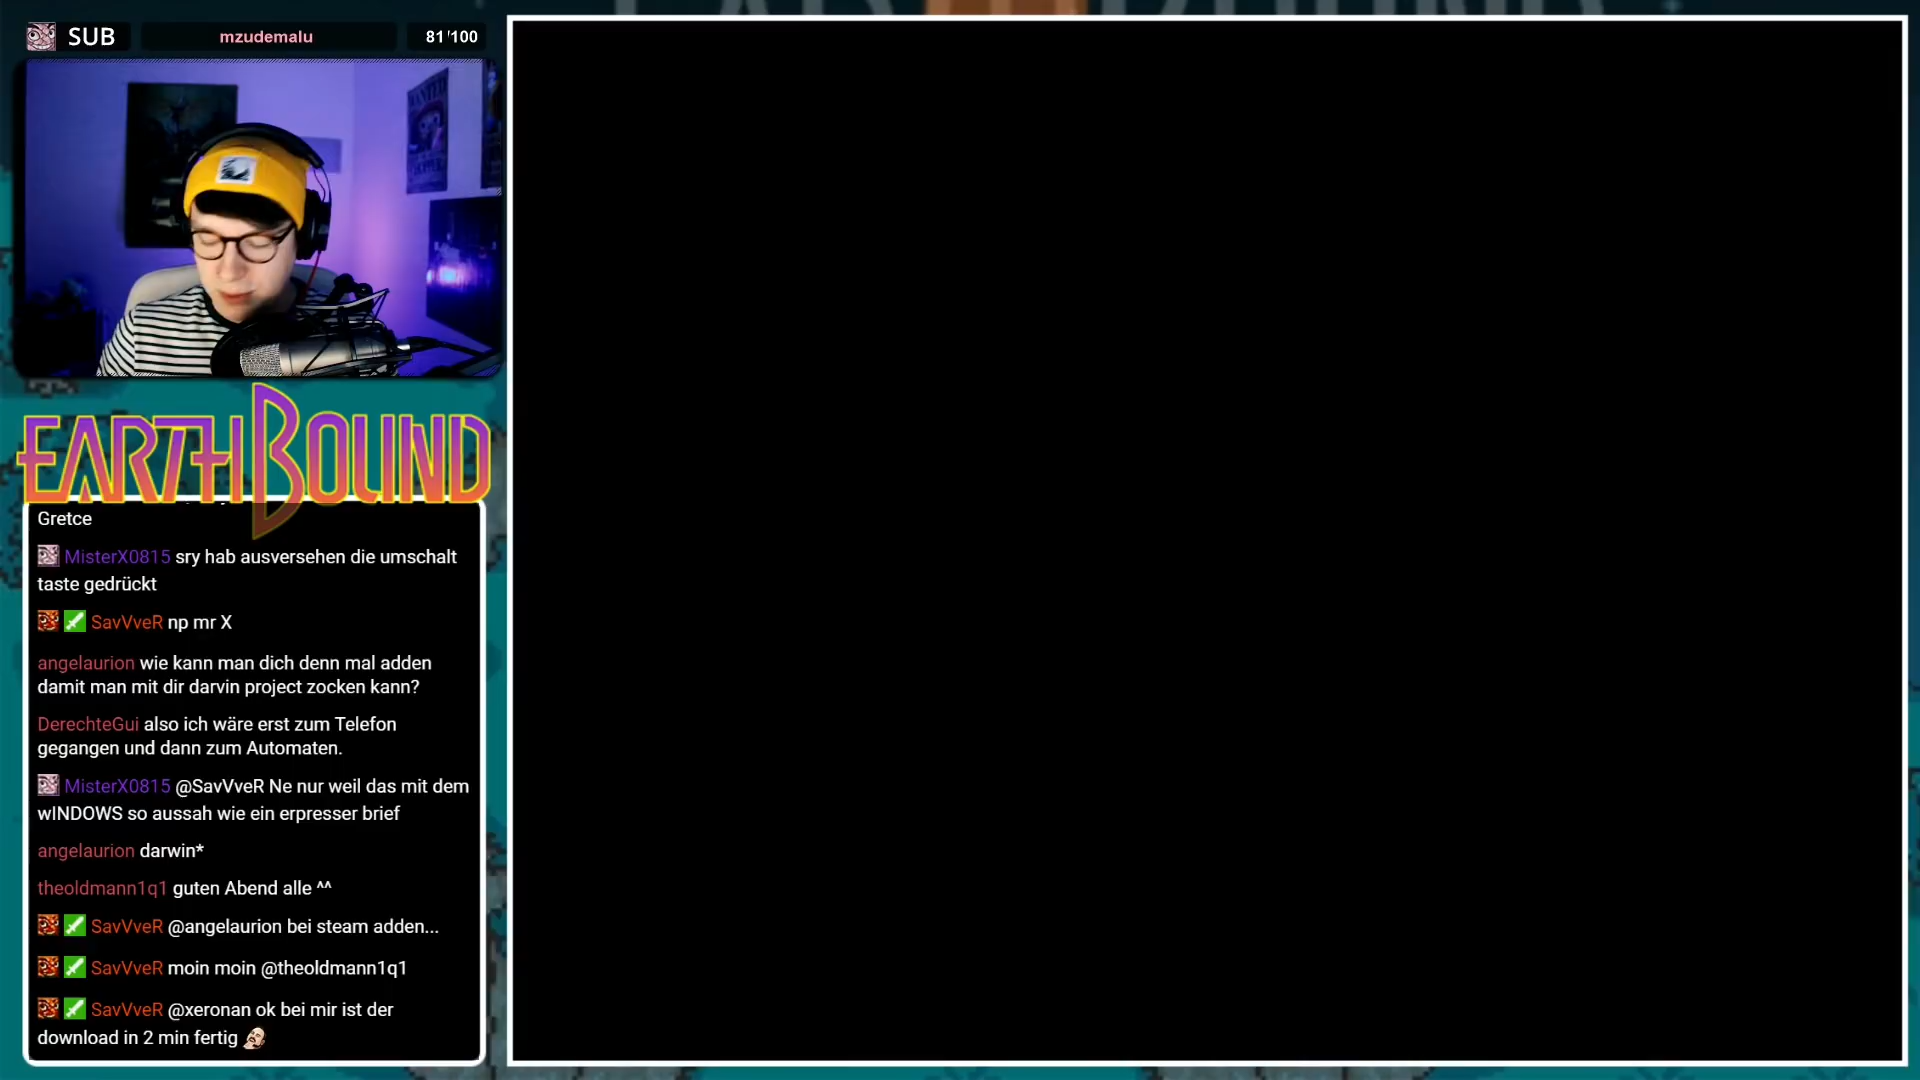 SUB
mzudemalu
81/100
WANTED
EARTHBOUND
Gretce
MisterX0815 sry hab ausversehen die umschalt
taste gedrückt
SavVveR np mr X
angelaurion wie kann man dich denn mal adden
damit man mit dir darvin project zocken kann?
DerechteGui also ich wäre erst zum Telefon
gegangen und dann zum Automaten.
MisterX0815 @SavVveR Ne nur weil das mit dem
wINDOWS so aussah wie ein erpresser brief
angelaurion darwin*
theoldmann1q1 guten Abend alle ^^
SavVveR @angelaurion bei steam adden...
SavVveR moin moin @theoldmann1q1
SavVveR @xeronan ok bei mir ist der
download in 2 min fertig